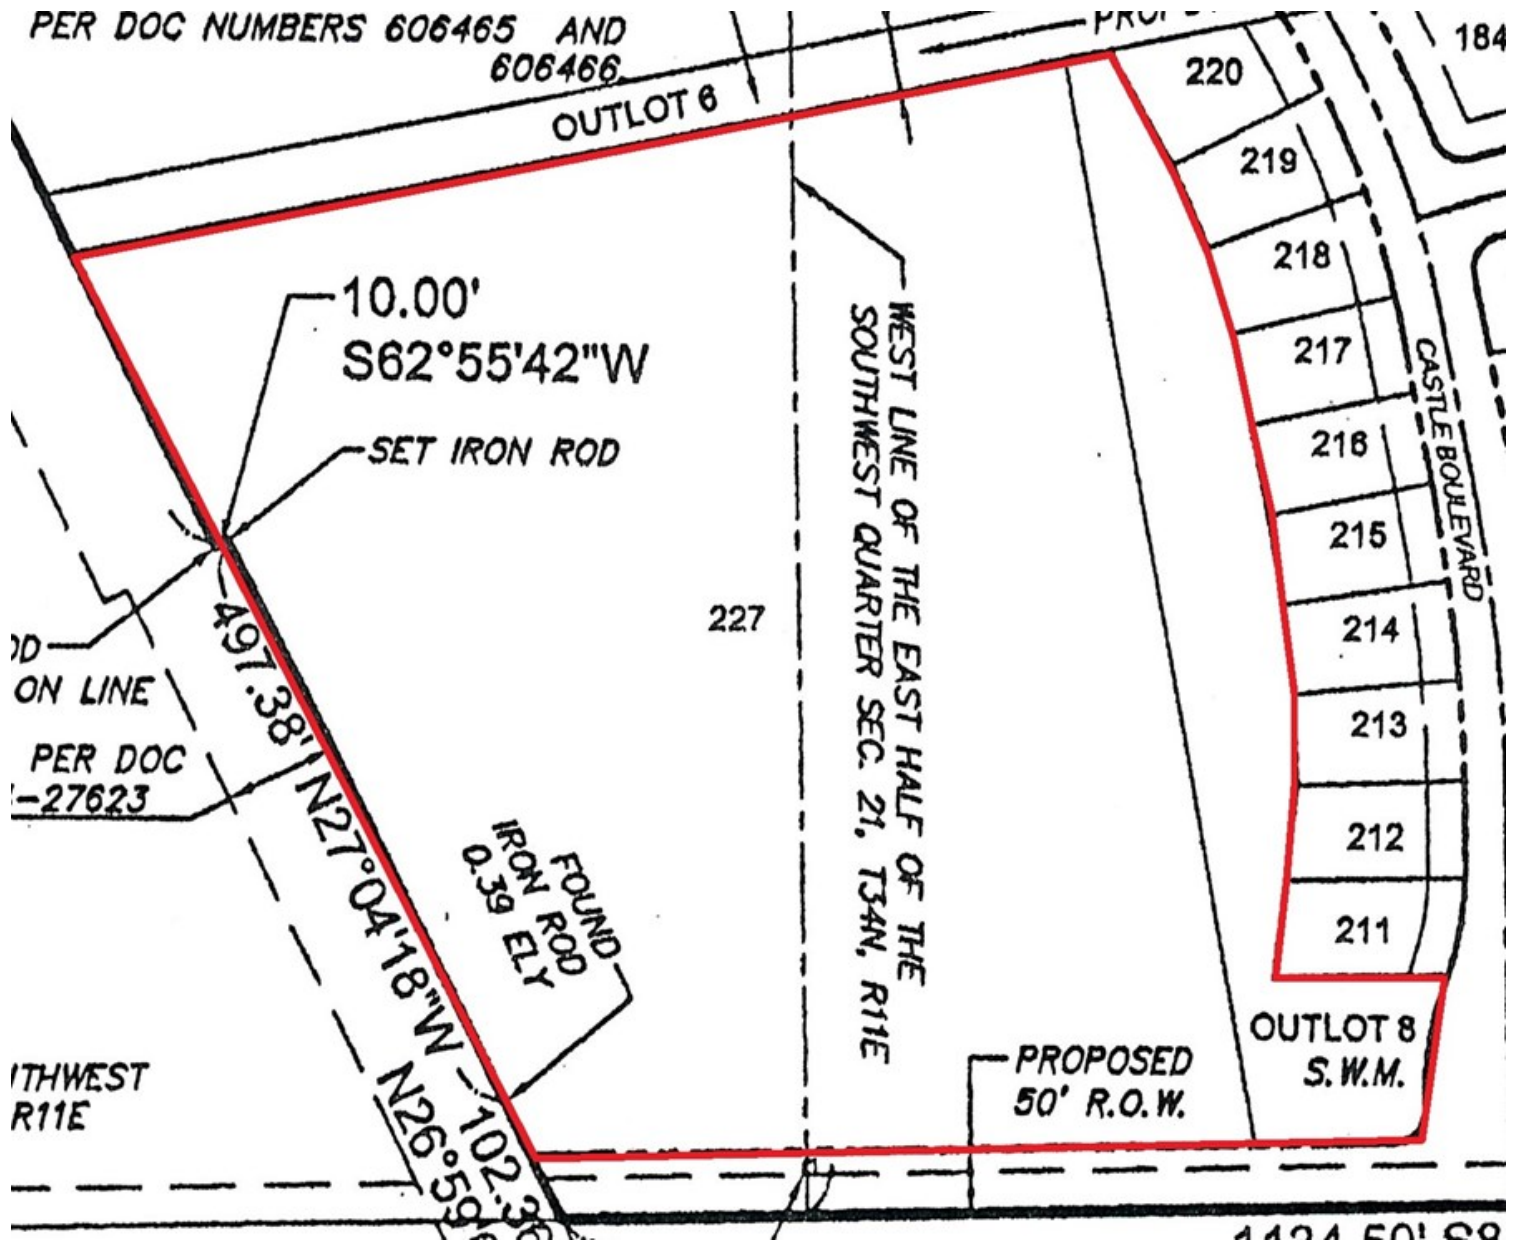 PER DOC NUMBERS 606465 AND
606466
184
220
OUTLOT 6
219
218
10.00'
S62°55'42"W
217
WEST LINE OF THE EAST HALF OF THE
SOUTHWEST QUARTER SEC. 21, T34N, R11E
CASTLE BOULEVARD
SET IRON ROD
216
215
227
214
ON LINE
497.38'
N27°04'18"W
213
PER DOC
-27623
212
FOUND
IRON ROD
0.39 ELY
211
OUTLOT 8
S.W.M.
PROPOSED
50' R.O.W.
R11E